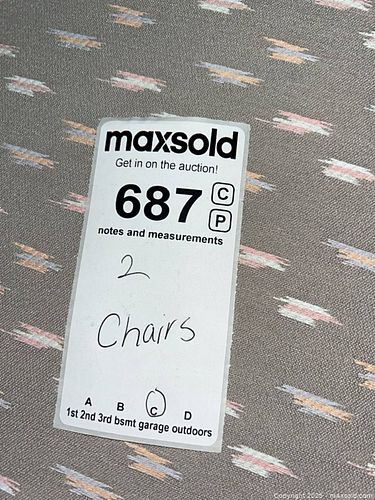 maxsold
Get in on the auction!
687 C
P
notes and measurements
2
Chairs
A B C D
1st 2nd 3rd bsmt garage outdoors
Copyright 2025 - maxsold.com